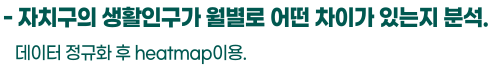 - 자치구의 생활인구가 월별로 어떤 차이가 있는지 분석.
데이터 정규화 후 heatmap이용.